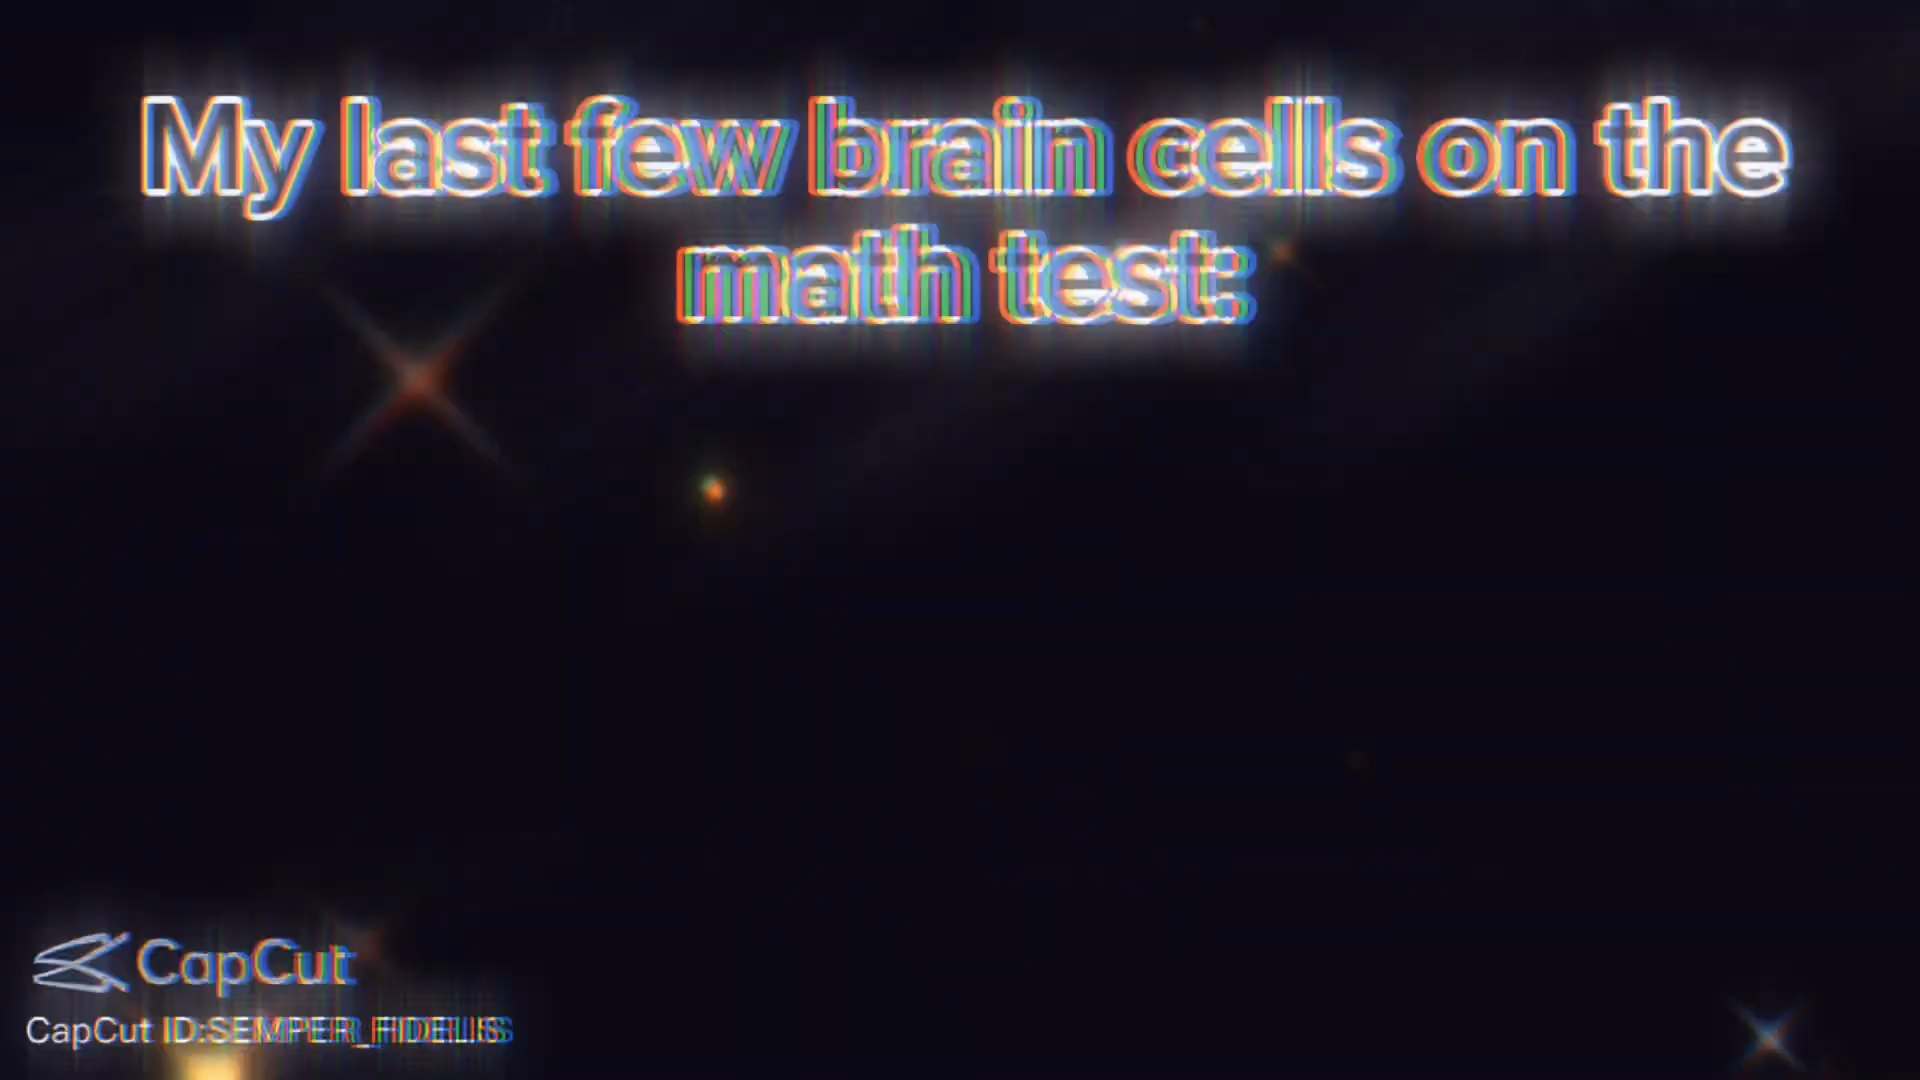 My last few brain cells on the
math test:
CapCut
CapCut ID:SEMPER_FIDELIS